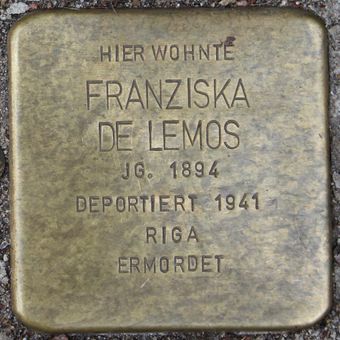 HIER WOHNTE
FRANZISKA
DE LEMOS
JG. 1894
DEPORTIERT 1941
RIGA
ERMORDET